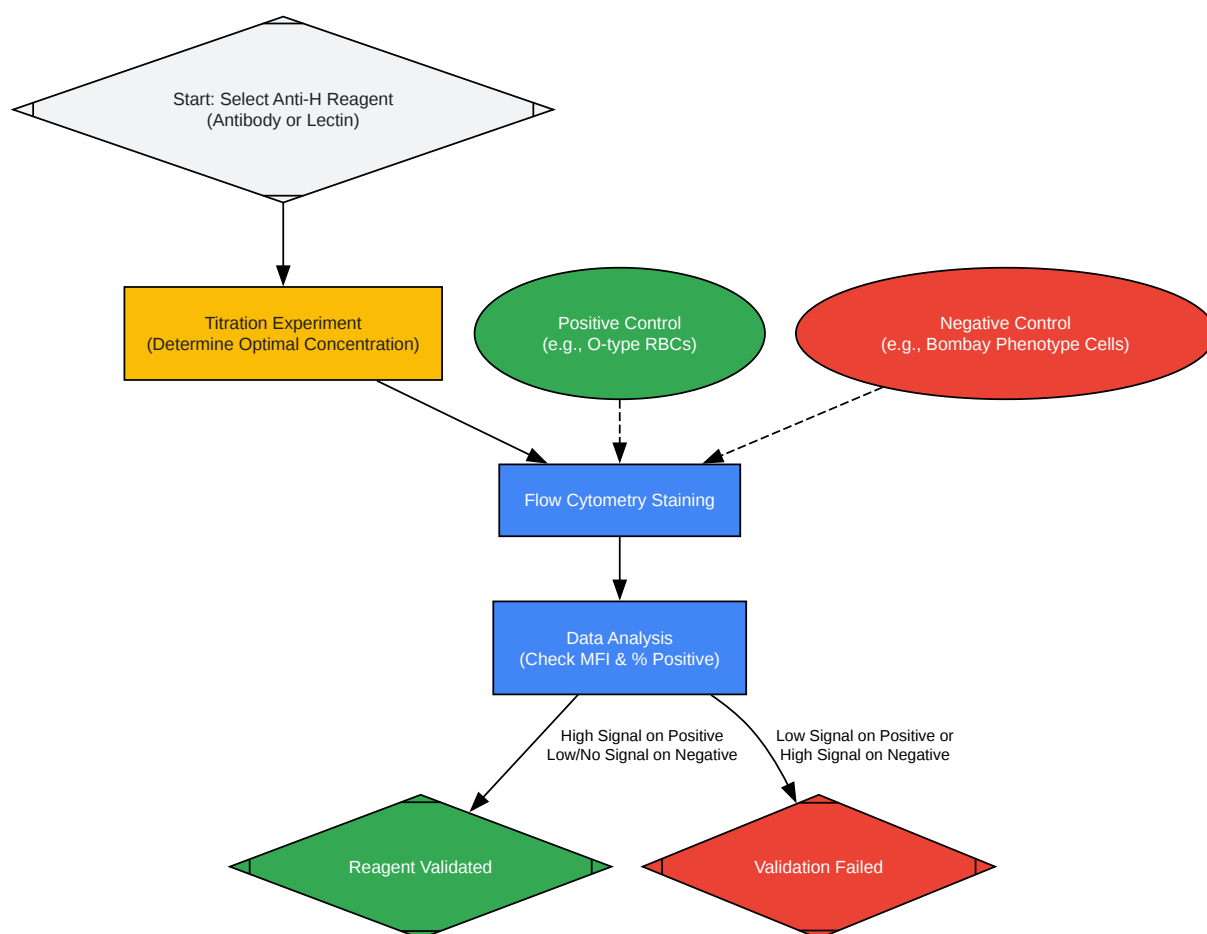 Start: Select Anti-H Reagent
(Antibody or Lectin)
Titration Experiment
(Determine Optimal Concentration)
Positive Control
(e.g., O-type RBCs)
Negative Control
(e.g., Bombay Phenotype Cells)
Flow Cytometry Staining
Data Analysis
(Check MFI & % Positive)
High Signal on Positive
Low/No Signal on Negative
Low Signal on Positive or
High Signal on Negative
Reagent Validated
Validation Failed